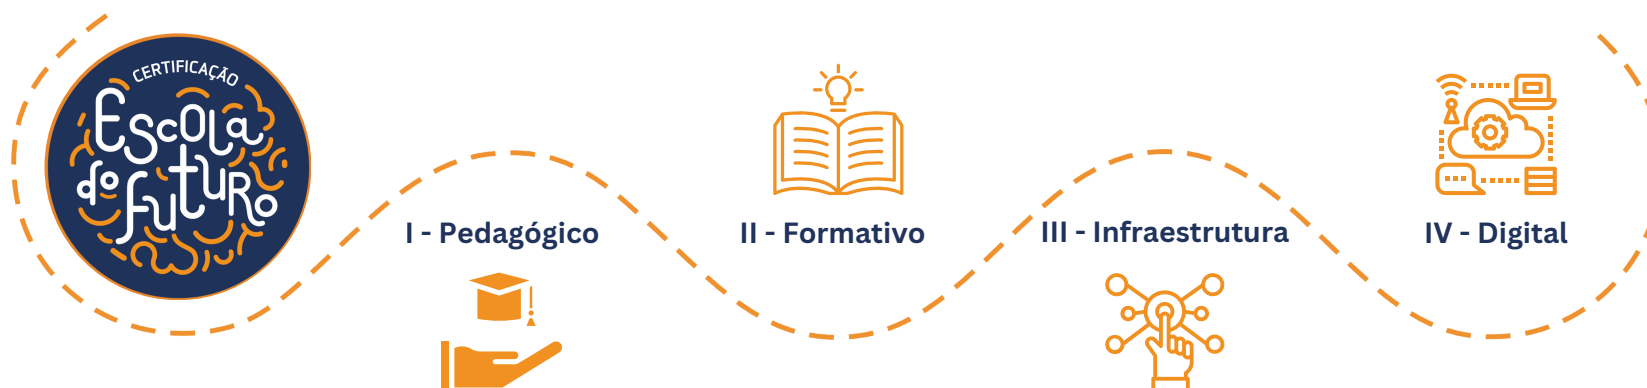 CERTIFICAÇÃO
Escola
do
Futuro
I - Pedagógico
II - Formativo
III - Infraestrutura
IV - Digital